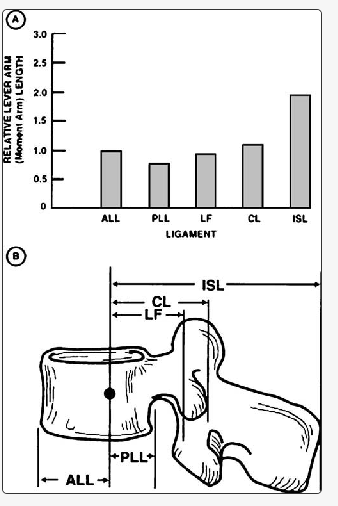 A
RELATIVE LEVER ARM
(Moment Arm) LENGTH
3.0
2.5
2.0
1.5
1.0
0.5
0
ALL PLL LF CL ISL
LIGAMENT
B
ISL
CL
LF
PLL
ALL